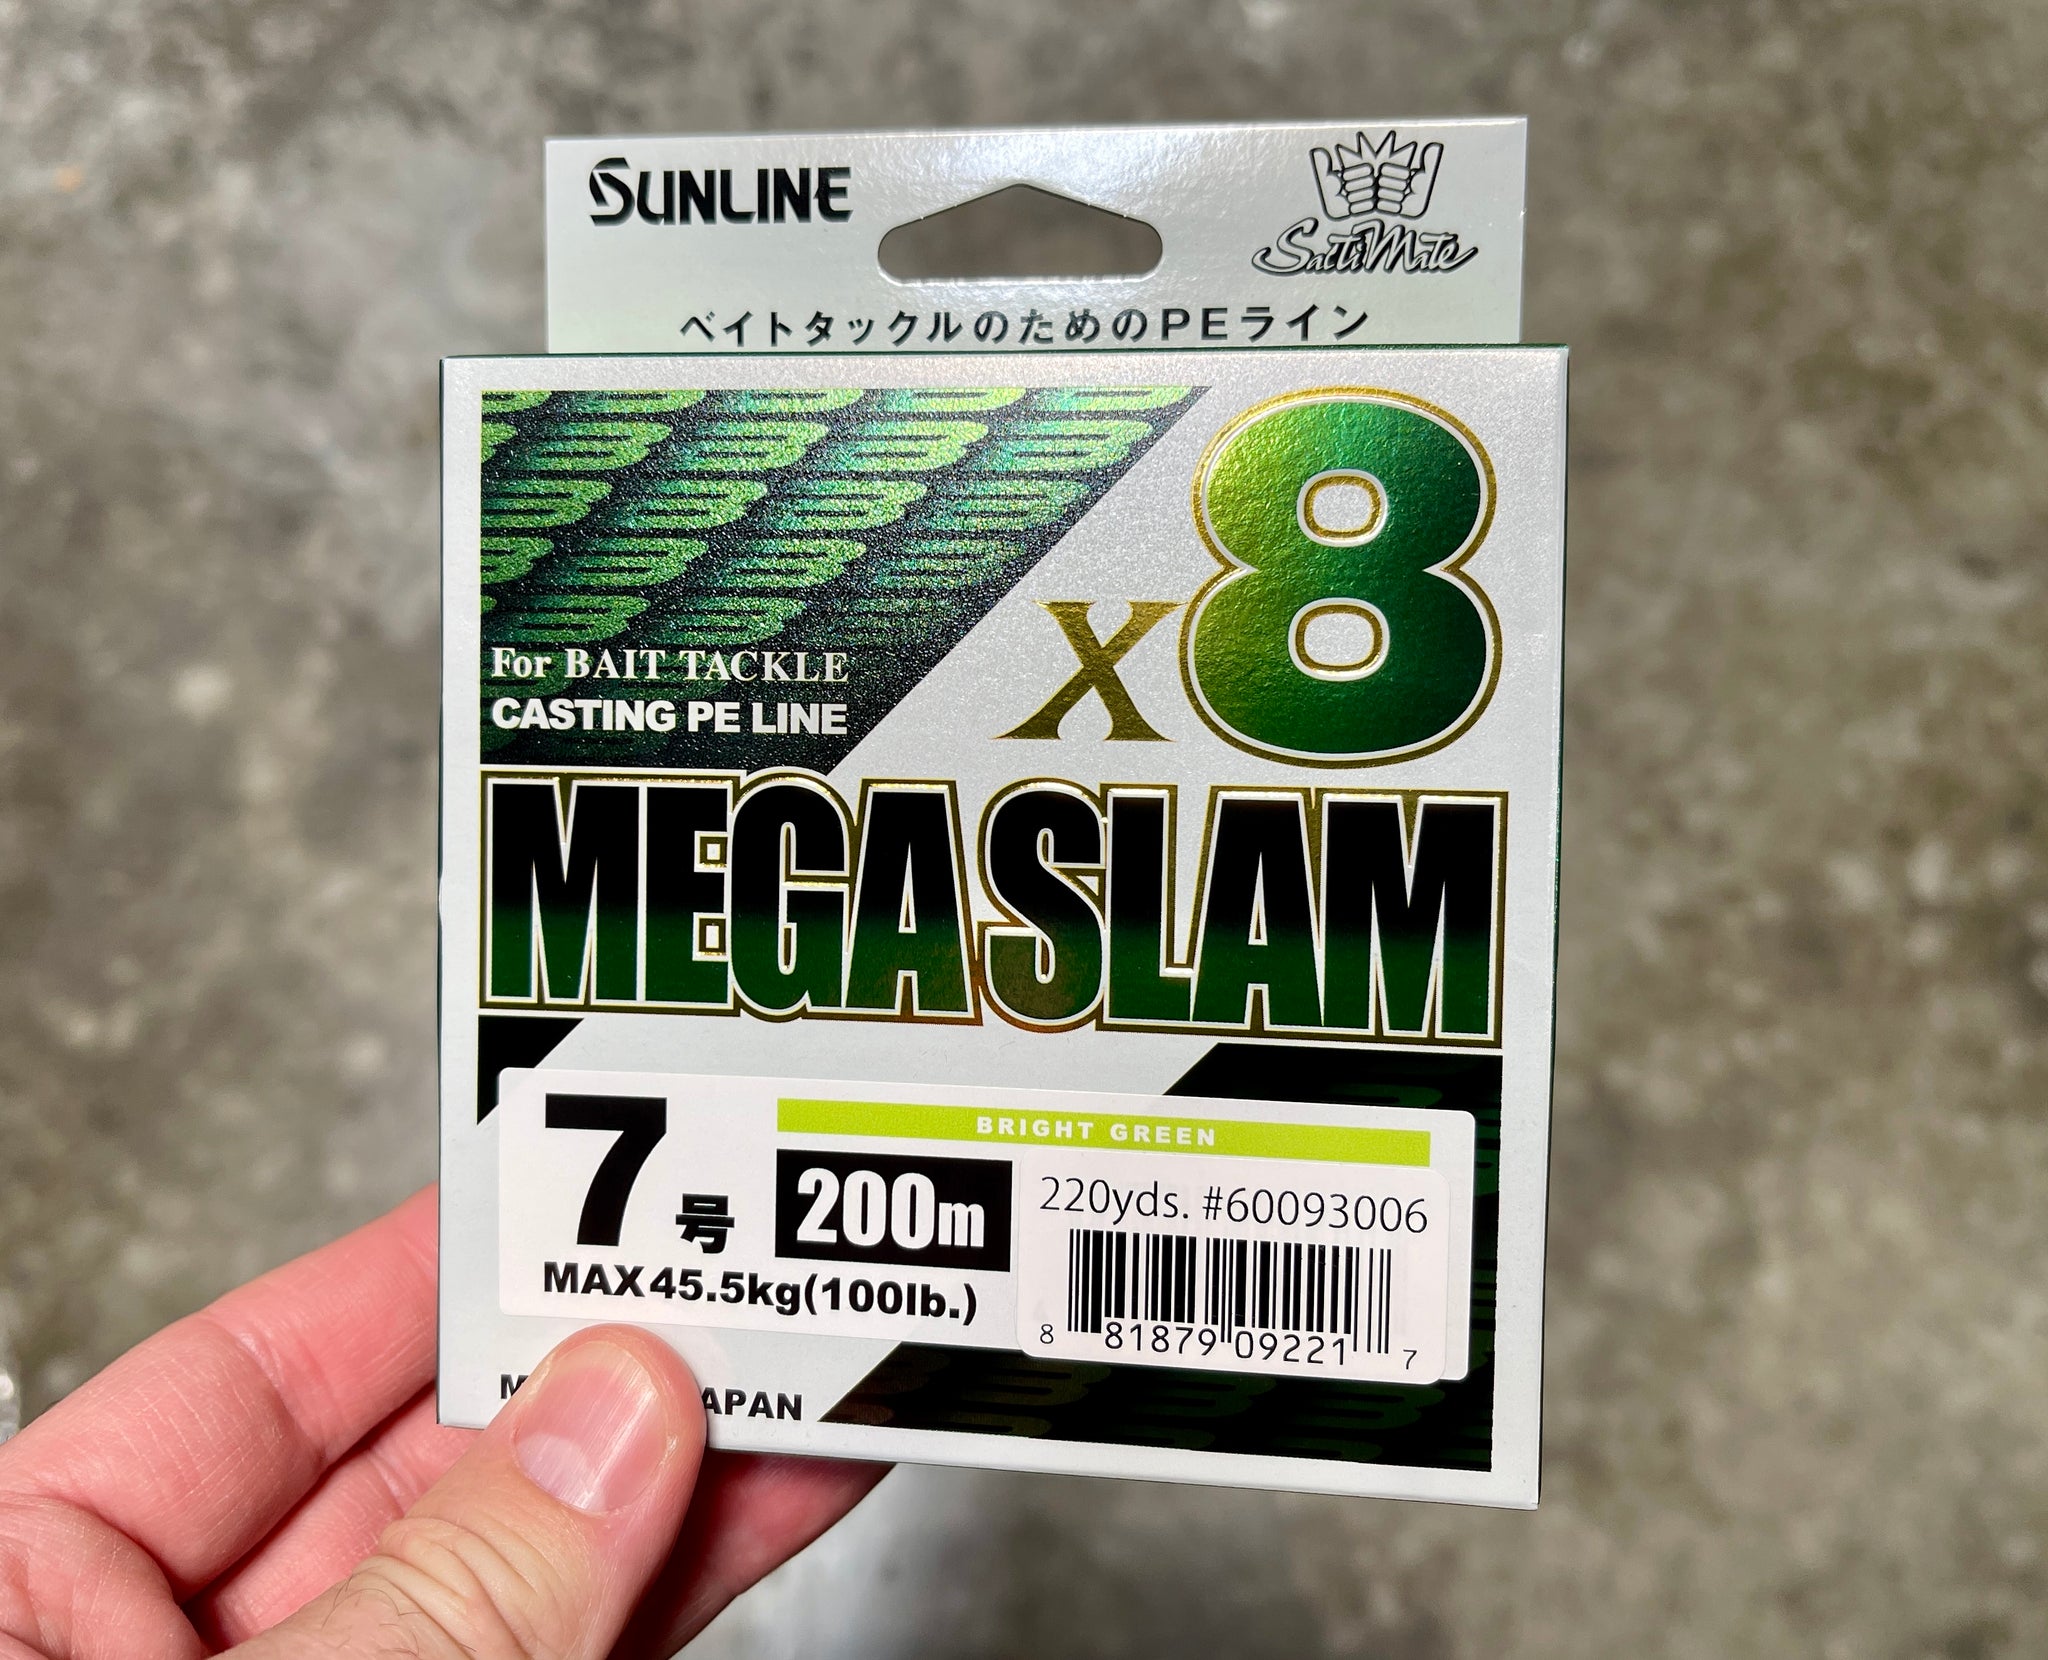 SUNLINE
SaltiMate
ベイトタックルのためのPEライン
x8
For BAIT TACKLE
CASTING PE LINE
MEGASLAM
7号
BRIGHT GREEN
200m
MAX45.5kg(100lb.)
220yds. #60093006
8 81879 09221 7